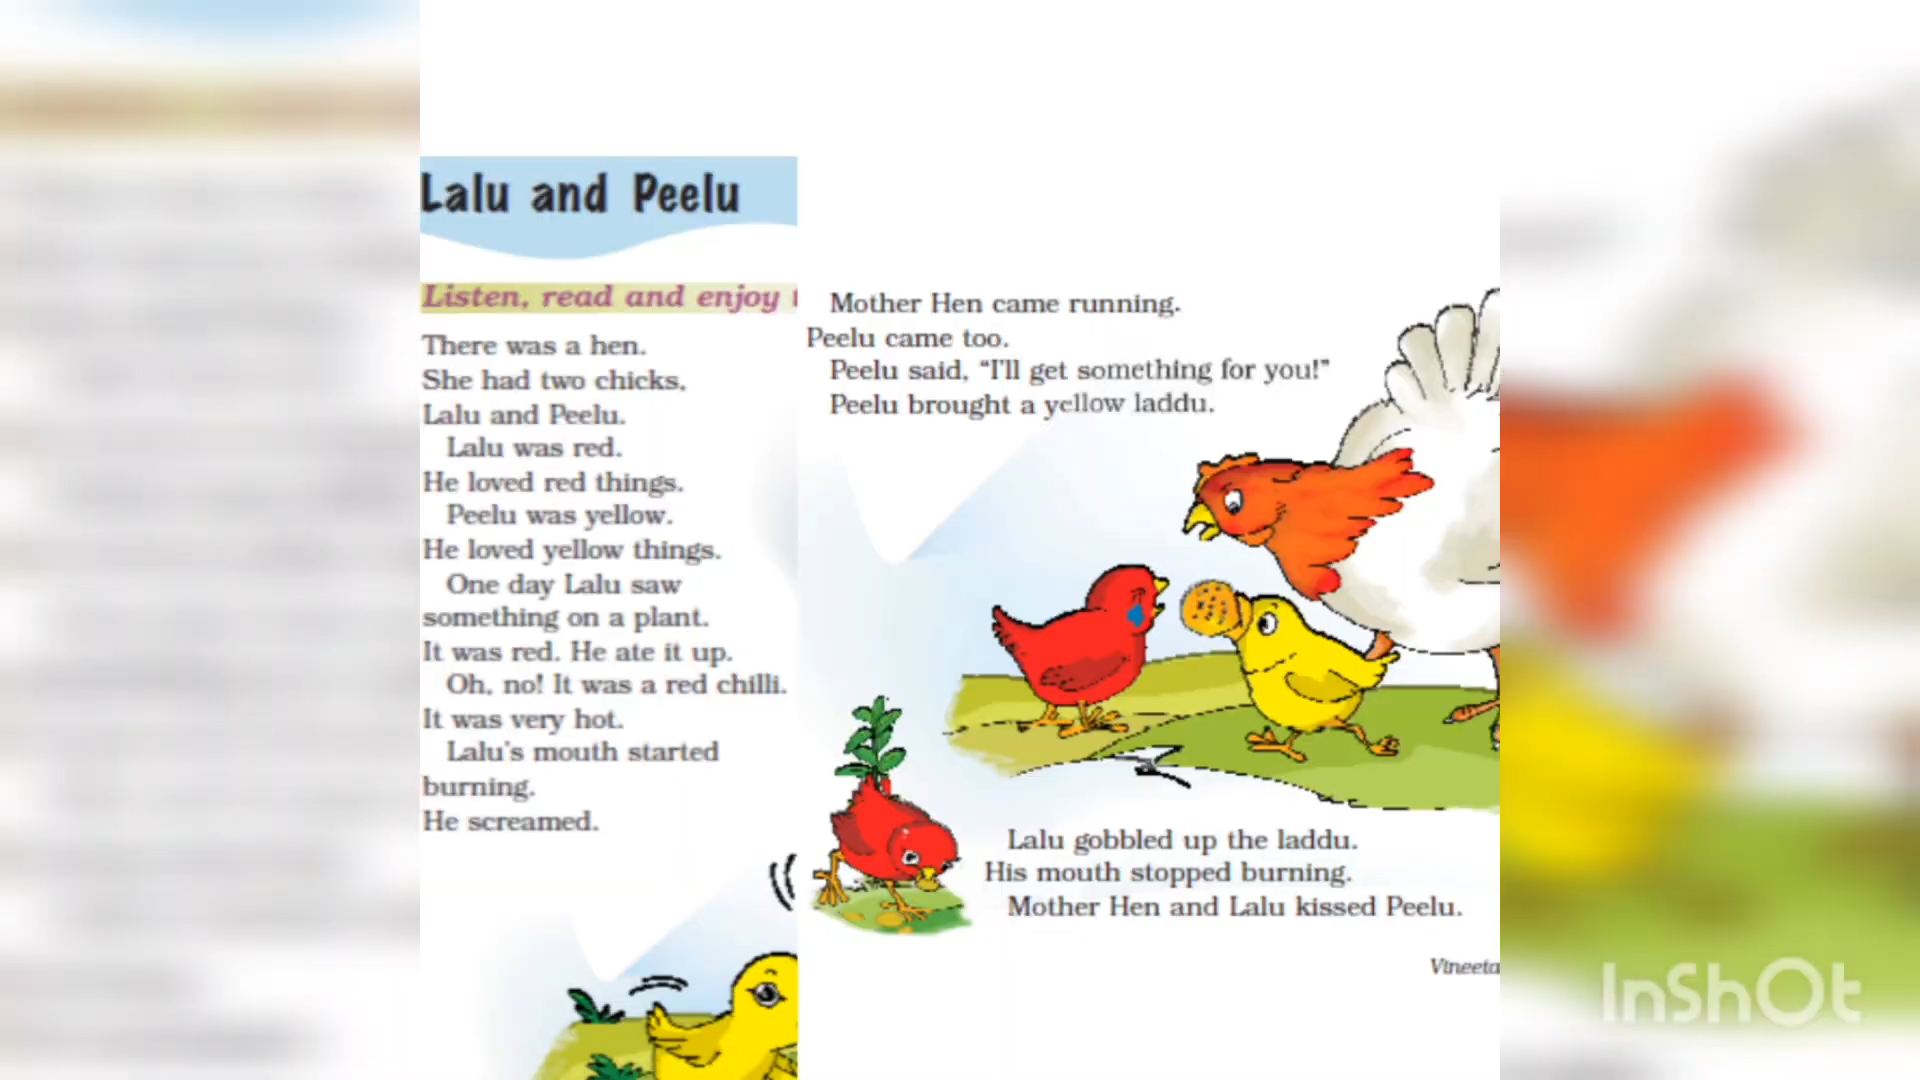 Lalu and Peelu
Listen, read and enjoy
There was a hen.
She had two chicks,
Lalu and Peelu.
Lalu was red.
He loved red things.
Peelu was yellow.
He loved yellow things.
One day Lalu saw
something on a plant.
It was red. He ate it up.
Oh, no! It was a red chilli.
It was very hot.
Lalu's mouth started
burning.
He screamed.
Mother Hen came running.
Peelu came too.
Peelu said, “I'll get something for you!”
Peelu brought a yellow laddu.
Lalu gobbled up the laddu.
His mouth stopped burning.
Mother Hen and Lalu kissed Peelu.
Vineeta
InShOt